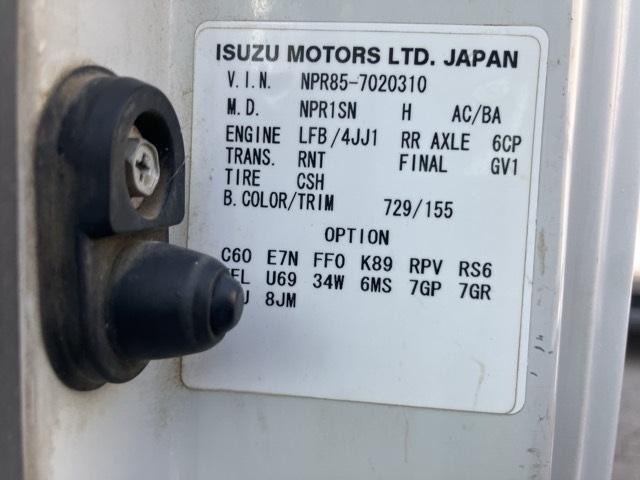 ISUZU MOTORS LTD. JAPAN
V.I.N. NPR85-7020310
M.D. NPR1SN H AC/BA
ENGINE LFB/4JJ1 RR AXLE 6CP
TRANS. RNT FINAL GV1
TIRE CSH
B.COLOR/TRIM 729/155
OPTION
C60 E7N FF0 K89 RPV RS6
U69 34W 6MS 7GP 7GR
8JM